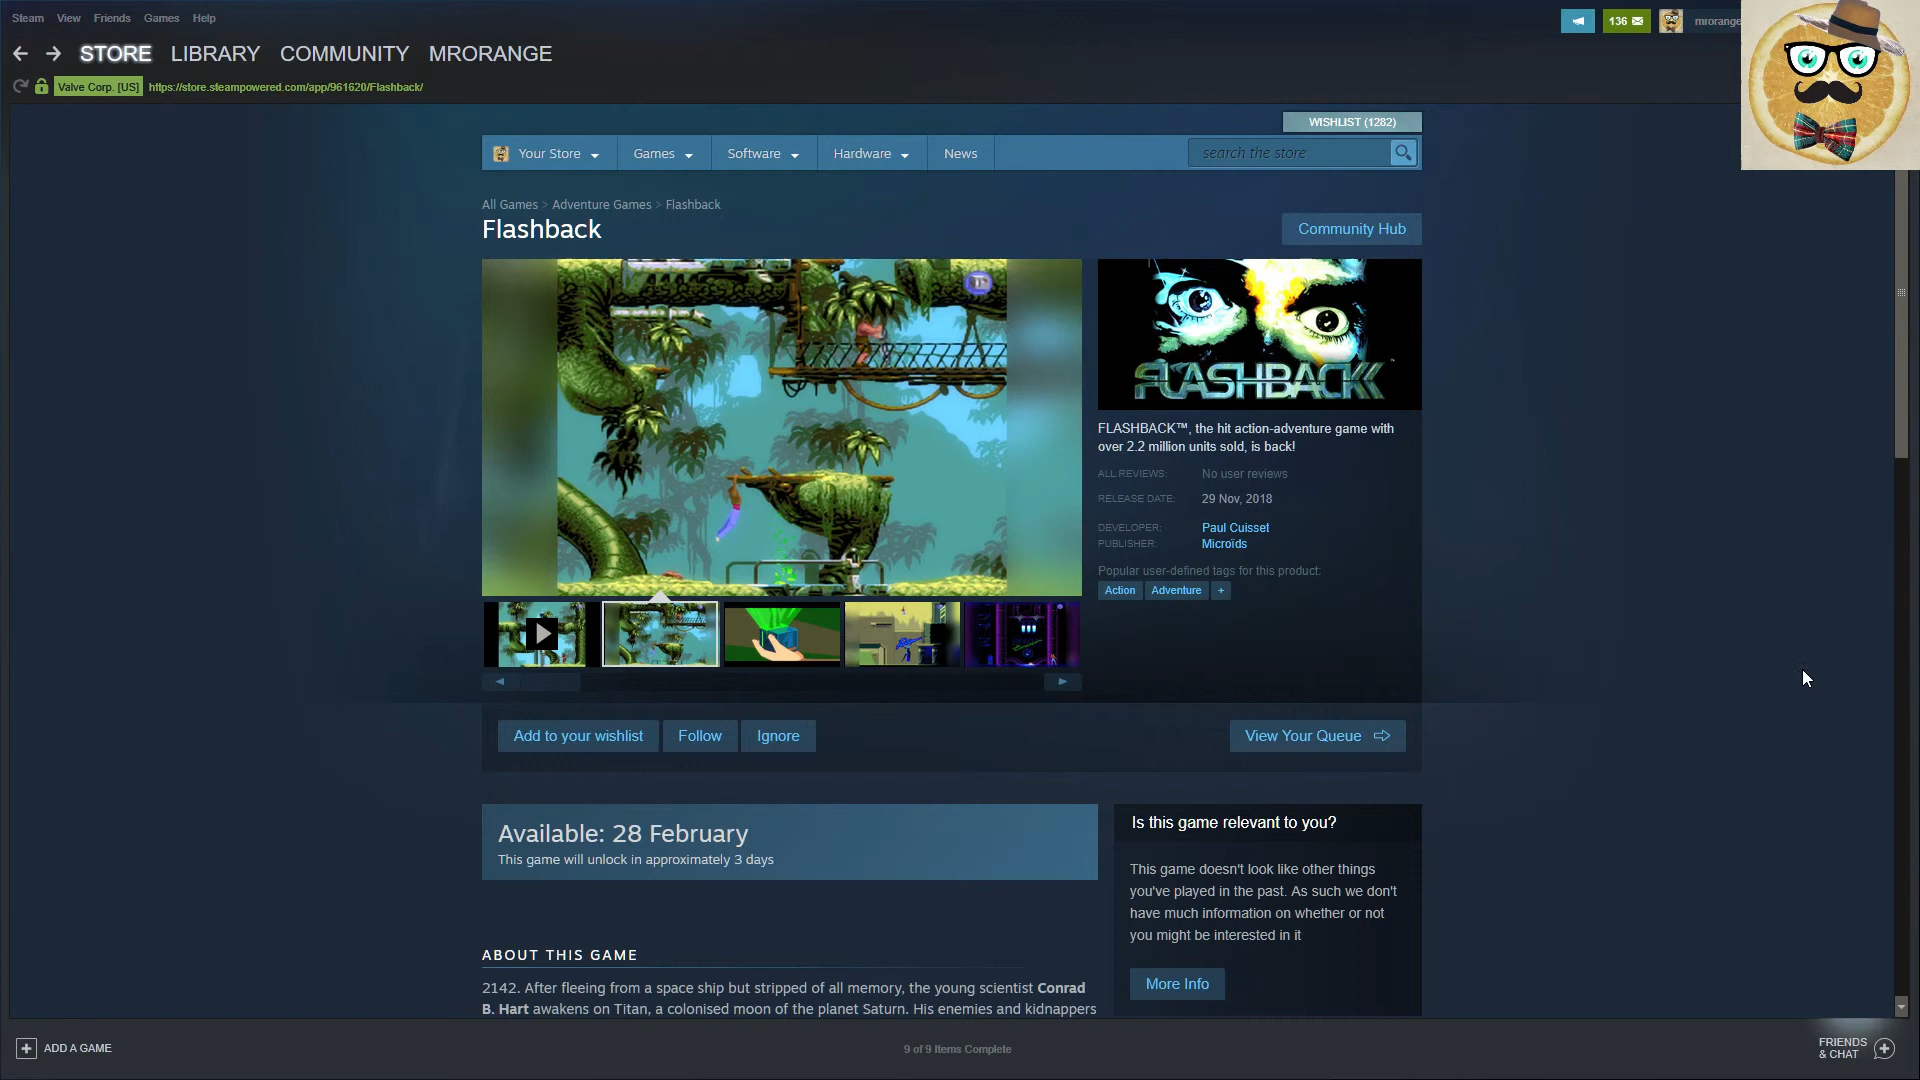 Steam View Friends Games Help
136
mrorange
STORE LIBRARY COMMUNITY MRORANGE
Valve Corp. [US] https://store.steampowered.com/app/961620/Flashback/
WISHLIST (1282)
Your Store Games Software Hardware News
search the store
All Games > Adventure Games > Flashback
Flashback
Community Hub
FLASHBACK
FLASHBACK™, the hit action-adventure game with
over 2.2 million units sold, is back!
ALL REVIEWS: No user reviews
RELEASE DATE: 29 Nov, 2018
DEVELOPER: Paul Cuisset
PUBLISHER: Microïds
Popular user-defined tags for this product:
Action Adventure +
Add to your wishlist Follow Ignore
View Your Queue
Available: 28 February
This game will unlock in approximately 3 days
Is this game relevant to you?
This game doesn't look like other things
you've played in the past. As such we don't
have much information on whether or not
you might be interested in it
More Info
ABOUT THIS GAME
2142. After fleeing from a space ship but stripped of all memory, the young scientist Conrad
B. Hart awakens on Titan, a colonised moon of the planet Saturn. His enemies and kidnappers
ADD A GAME
9 of 9 Items Complete
FRIENDS
& CHAT